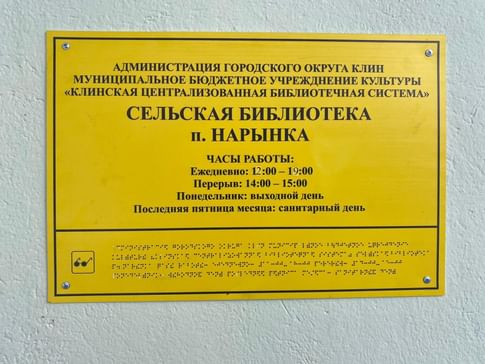 АДМИНИСТРАЦИЯ ГОРОДСКОГО ОКРУГА КЛИН
МУНИЦИПАЛЬНОЕ БЮДЖЕТНОЕ УЧРЕЖДЕНИЕ КУЛЬТУРЫ
«КЛИНСКАЯ ЦЕНТРАЛИЗОВАННАЯ БИБЛИОТЕЧНАЯ СИСТЕМА»
СЕЛЬСКАЯ БИБЛИОТЕКА
п. НАРЫНКА
ЧАСЫ РАБОТЫ:
Ежедневно: 12:00 – 19:00
Перерыв: 14:00 – 15:00
Понедельник: выходной день
Последняя пятница месяца: санитарный день